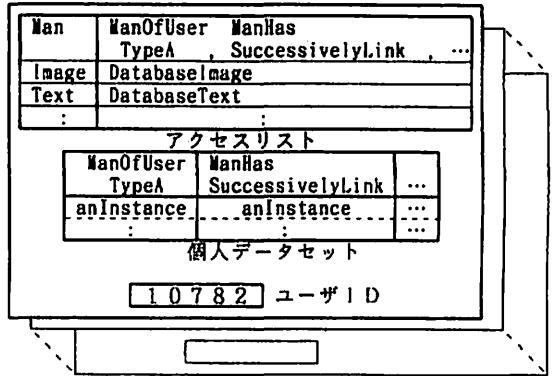 Man ManOfUser ManHas
TypeA , SuccessivelyLink , …
Image DatabaseImage
Text DatabaseText
: :
アクセスリスト
ManOfUser ManHas
TypeA SuccessivelyLink …
anInstance anInstance …
: : …
個人データセット
10782 ユーザID